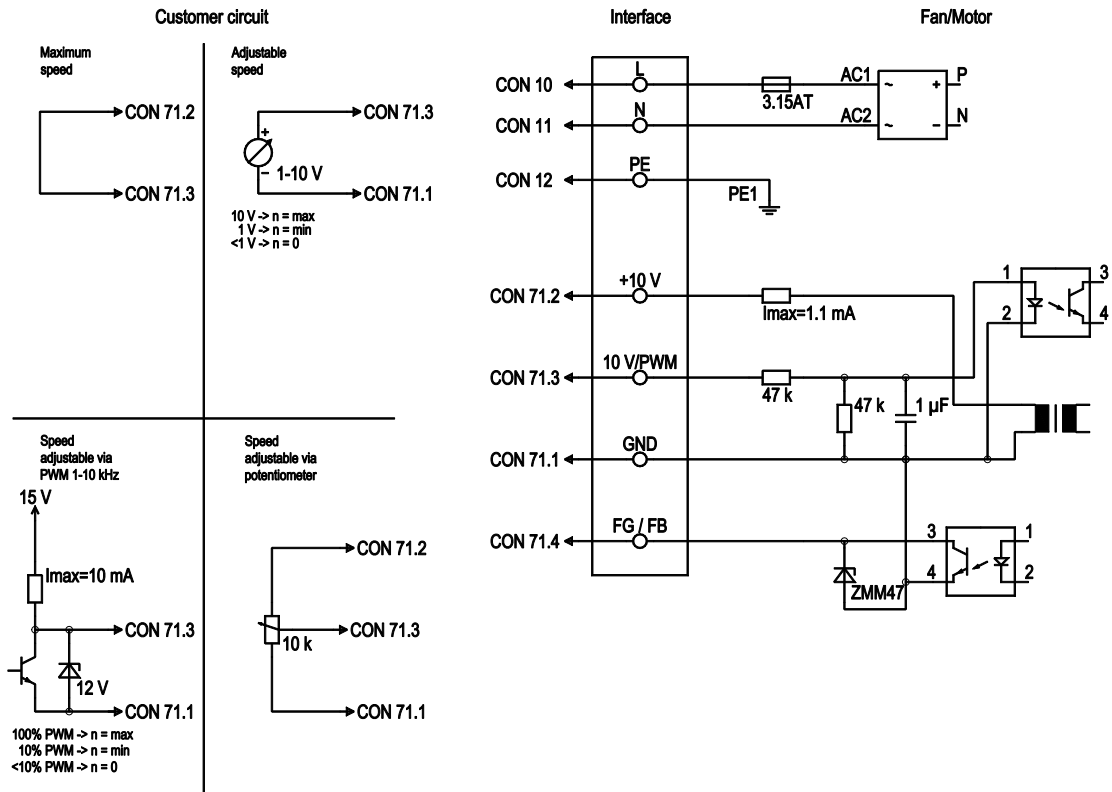 Customer circuit
Interface
Fan/Motor
Maximum
speed
CON 71.2
CON 71.3
Adjustable
speed
CON 71.3
+
–
1-10 V
CON 71.1
10 V -> n = max
1 V -> n = min
<1 V -> n = 0
Speed
adjustable via
PWM 1-10 kHz
15 V
Imax=10 mA
CON 71.3
12 V
CON 71.1
100% PWM -> n = max
10% PWM -> n = min
<10% PWM -> n = 0
Speed
adjustable via
potentiometer
CON 71.2
CON 71.3
10 k
CON 71.1
CON 10
L
3.15AT
AC1
~
+
P
CON 11
N
AC2
~
–
N
CON 12
PE
PE1
CON 71.2
+10 V
Imax=1.1 mA
1
3
2
4
CON 71.3
10 V/PWM
47 k
47 k
1 µF
CON 71.1
GND
CON 71.4
FG / FB
3
1
4
2
ZMM47